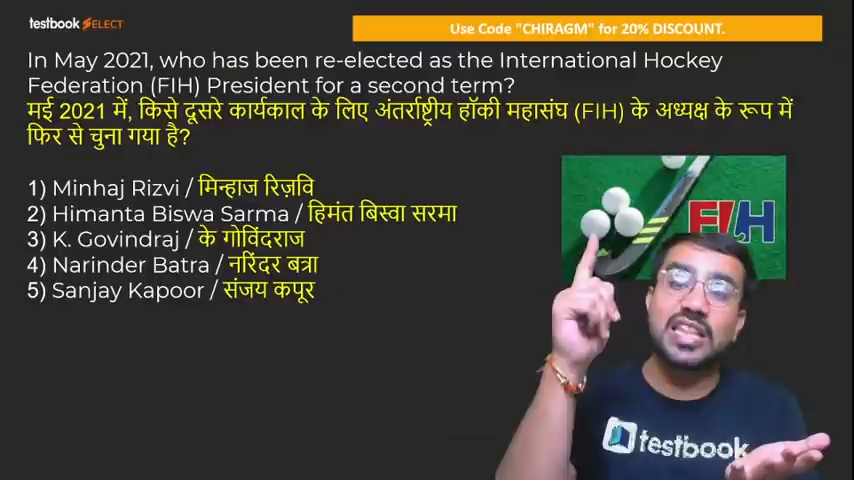 testbook SELECT
Use Code "CHIRAGM" for 20% DISCOUNT.
In May 2021, who has been re-elected as the International Hockey
Federation (FIH) President for a second term?
मई 2021 में, किसे दूसरे कार्यकाल के लिए अंतर्राष्ट्रीय हॉकी महासंघ (FIH) के अध्यक्ष के रूप में
फिर से चुना गया है?
1) Minhaj Rizvi / मिन्हाज रिज़वि
2) Himanta Biswa Sarma / हिमंत बिस्वा सरमा
3) K. Govindraj / के गोविंदराज
4) Narinder Batra / नरिंदर बत्रा
5) Sanjay Kapoor / संजय कपूर
FIH
testbook